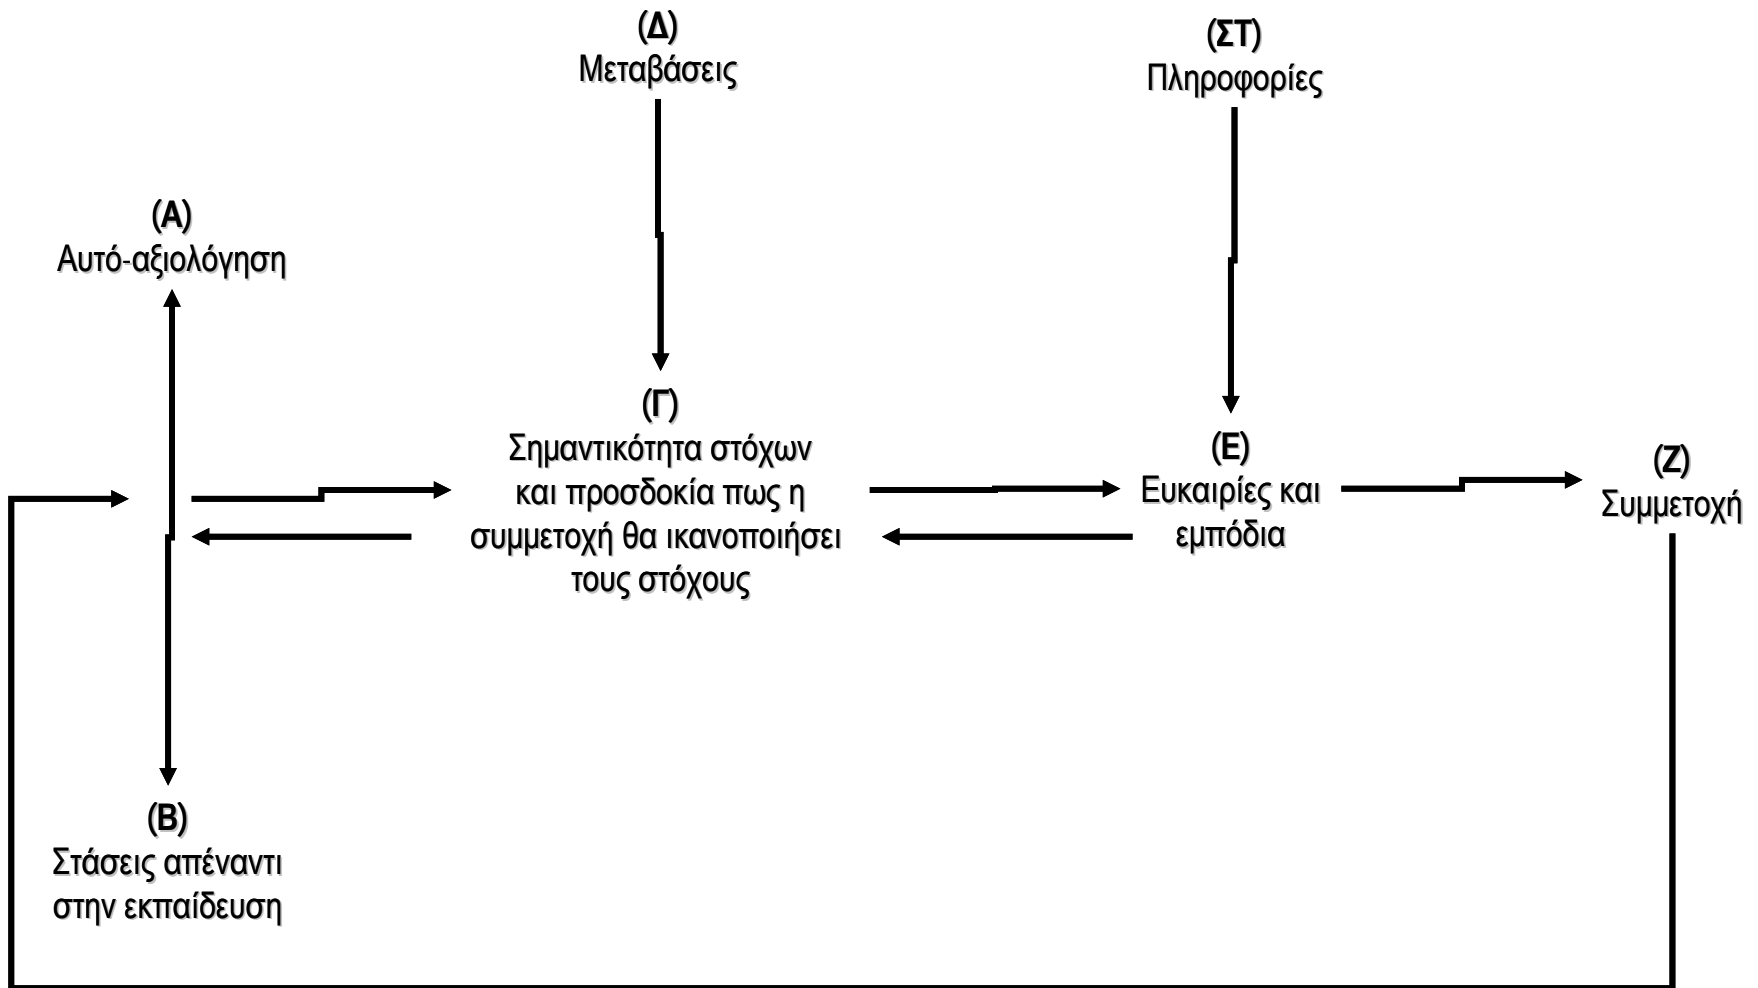 (Δ)
Μεταβάσεις
(ΣΤ)
Πληροφορίες
(Α)
Αυτό-αξιολόγηση
(Γ)
Σημαντικότητα στόχων
και προσδοκία πως η
συμμετοχή θα ικανοποιήσει
τους στόχους
(Ε)
Ευκαιρίες και
εμπόδια
(Ζ)
Συμμετοχή
(Β)
Στάσεις απέναντι
στην εκπαίδευση